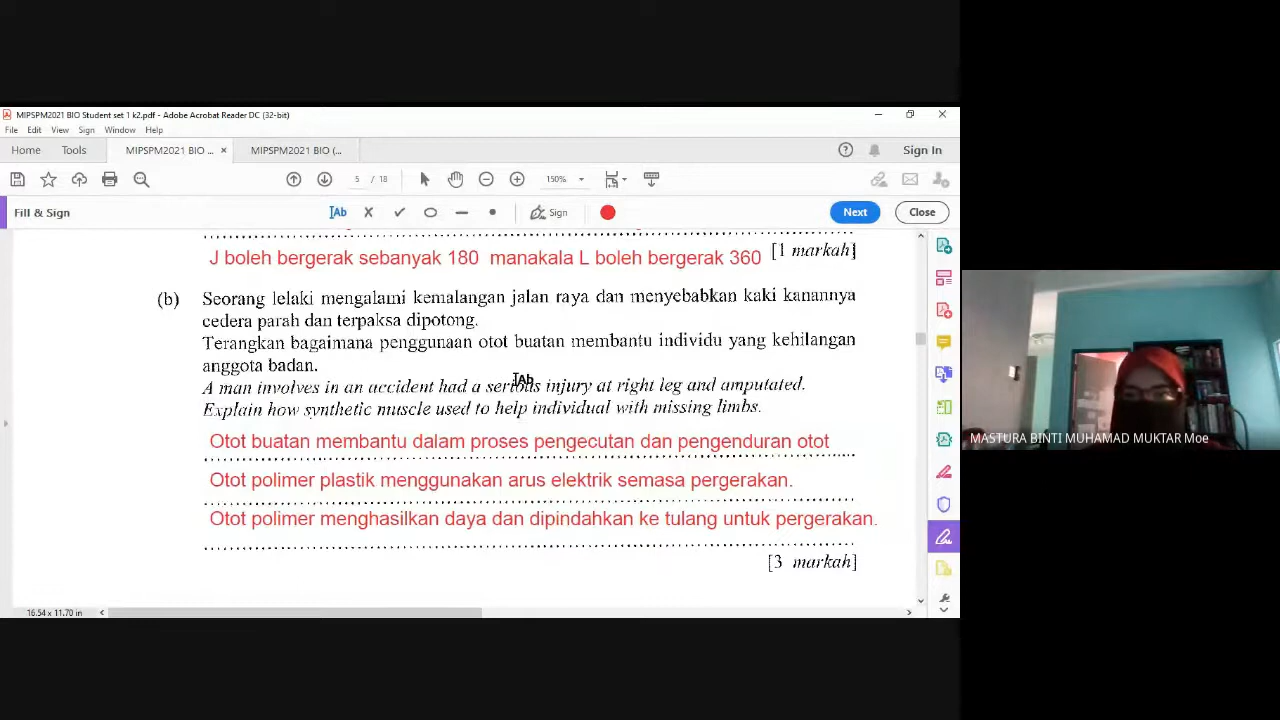 MIPSPM2021 BIO Student set 1 k2.pdf - Adobe Acrobat Reader DC (32-bit)
File Edit View Sign Window Help
Home Tools MIPSPM2021 BIO ... × MIPSPM2021 BIO (... Sign In
5 / 18 150%
Fill & Sign Ab Sign Next Close
J boleh bergerak sebanyak 180 manakala L boleh bergerak 360 [1 markah]
(b) Seorang lelaki mengalami kemalangan jalan raya dan menyebabkan kaki kanannya
cedera parah dan terpaksa dipotong.
Terangkan bagaimana penggunaan otot buatan membantu individu yang kehilangan
anggota badan.
A man involves in an accident had a serious injury at right leg and amputated.
Explain how synthetic muscle used to help individual with missing limbs.
Otot buatan membantu dalam proses pengecutan dan pengenduran otot
Otot polimer plastik menggunakan arus elektrik semasa pergerakan.
Otot polimer menghasilkan daya dan dipindahkan ke tulang untuk pergerakan.
[3 markah]
16.54 x 11.70 in
MASTURA BINTI MUHAMAD MUKTAR Moe